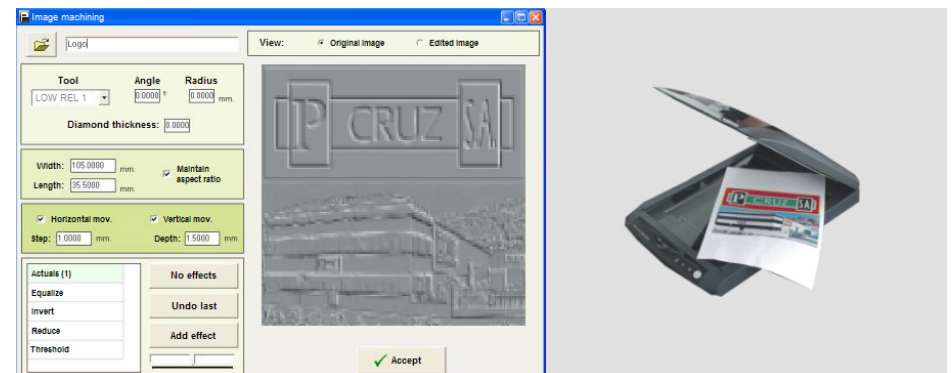 Image machining
Logo
View: Original Image Edited Image
Tool Angle Radius
LOW REL 1 0.0000 º 0.0000 mm.
Diamond thickness: 0.0000
Width: 105.0000 mm.
Length: 35.5000 mm.
Maintain
aspect ratio
Horizontal mov. Vertical mov.
Step: 1.0000 mm. Depth: 1.5000 mm.
Actuals (1)
Equalize
Invert
Reduce
Threshold
No effects
Undo last
Add effect
P CRUZ SA
Accept
P CRUZ SA